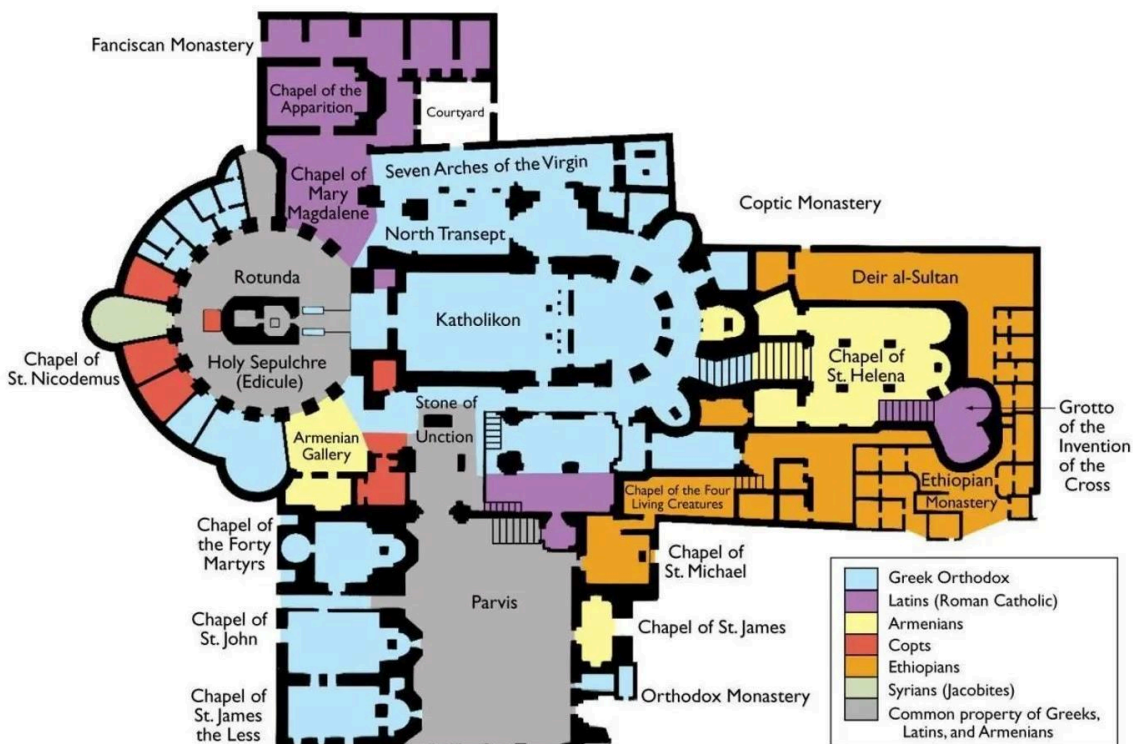 Fanciscan Monastery
Chapel of the
Apparition
Courtyard
Chapel of
Mary
Magdalene
Seven Arches of the Virgin
North Transept
Coptic Monastery
Rotunda
Deir al-Sultan
Katholikon
Chapel of
St. Nicodemus
Holy Sepulchre
(Edicule)
Chapel of
St. Helena
Stone of
Unction
Armenian
Gallery
Grotto
of the
Invention
of the
Cross
Chapel of the Four
Living Creatures
Ethiopian
Monastery
Chapel of
the Forty
Martyrs
Chapel of
St. Michael
Parvis
Chapel of
St. John
Chapel of St. James
Chapel of
St. James
the Less
Orthodox Monastery
Greek Orthodox
Latins (Roman Catholic)
Armenians
Copts
Ethiopians
Syrians (Jacobites)
Common property of Greeks,
Latins, and Armenians